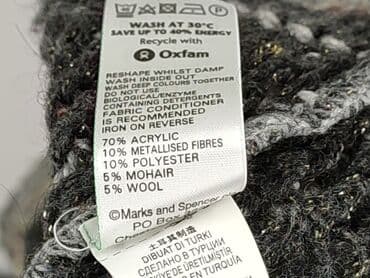 WASH AT 30°C
SAVE UP TO 40% ENERGY
Recycle with
Oxfam
RESHAPE WHILST DAMP
WASH INSIDE OUT
WASH DEEP COLOURS TOGETHER
DO NOT USE
BIOLOGICAL/ENZYME
CONTAINING DETERGENTS
FABRIC CONDITIONER
IS RECOMMENDED
IRON ON REVERSE
70% ACRYLIC
10% METALLISED FIBRES
10% POLYESTER
5% MOHAIR
5% WOOL
©Marks and Spencer
PO Box
土耳其制造
DIBUAT DI TURKI
СДЕЛАНО В ТУРЦИИ